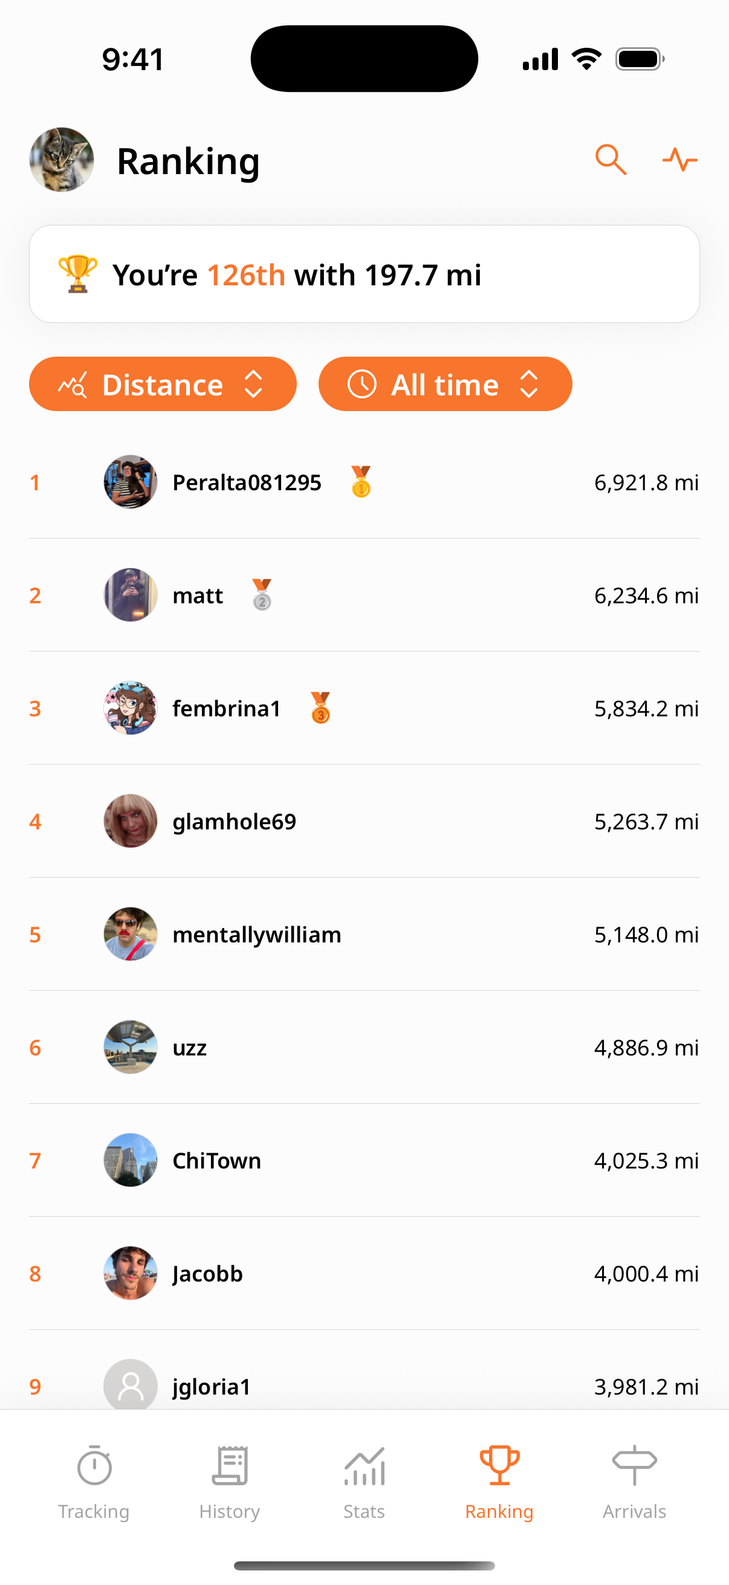 9:41
Ranking
You're 126th with 197.7 mi
Distance All time
1 Peralta081295 6,921.8 mi
2 matt 6,234.6 mi
3 fembrina1 5,834.2 mi
4 glamhole69 5,263.7 mi
5 mentallywilliam 5,148.0 mi
6 uzz 4,886.9 mi
7 ChiTown 4,025.3 mi
8 Jacobb 4,000.4 mi
9 jgloria1 3,981.2 mi
Tracking History Stats Ranking Arrivals